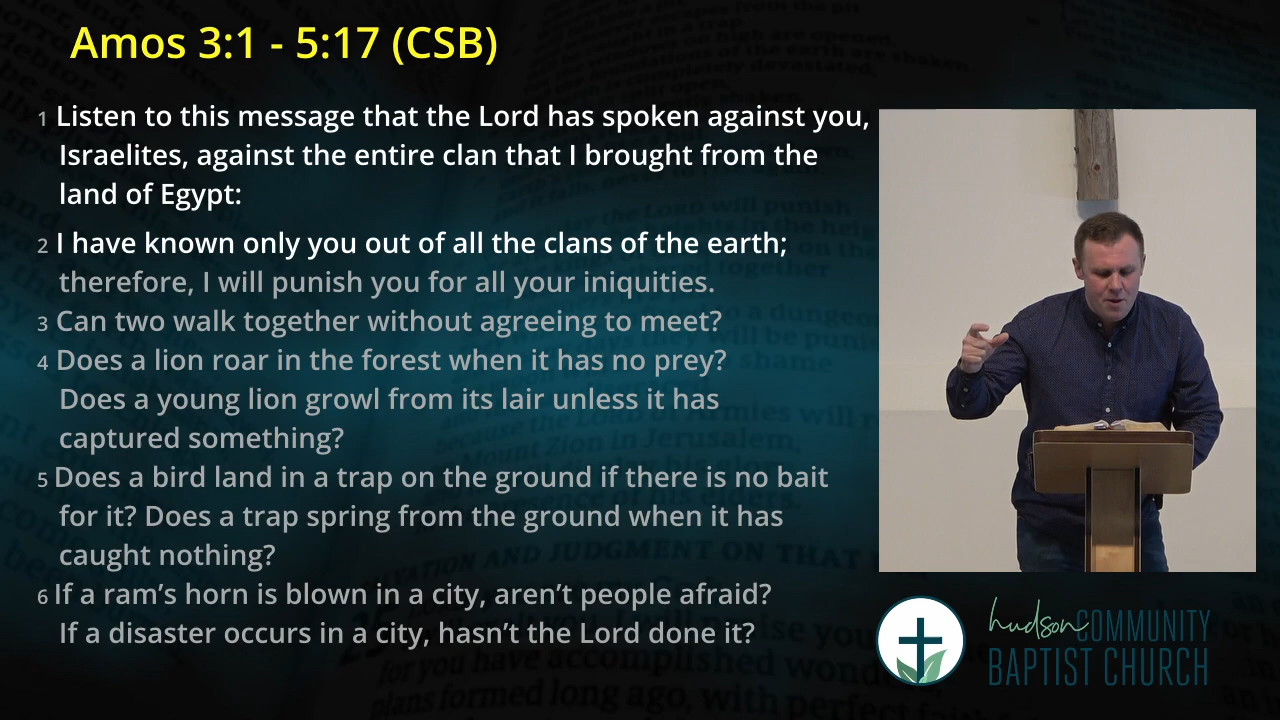 Amos 3:1 - 5:17 (CSB)
1 Listen to this message that the Lord has spoken against you,
Israelites, against the entire clan that I brought from the
land of Egypt:
2 I have known only you out of all the clans of the earth;
therefore, I will punish you for all your iniquities.
3 Can two walk together without agreeing to meet?
4 Does a lion roar in the forest when it has no prey?
Does a young lion growl from its lair unless it has
captured something?
5 Does a bird land in a trap on the ground if there is no bait
for it? Does a trap spring from the ground when it has
caught nothing?
6 If a ram’s horn is blown in a city, aren’t people afraid?
If a disaster occurs in a city, hasn’t the Lord done it?
hudson COMMUNITY
BAPTIST CHURCH